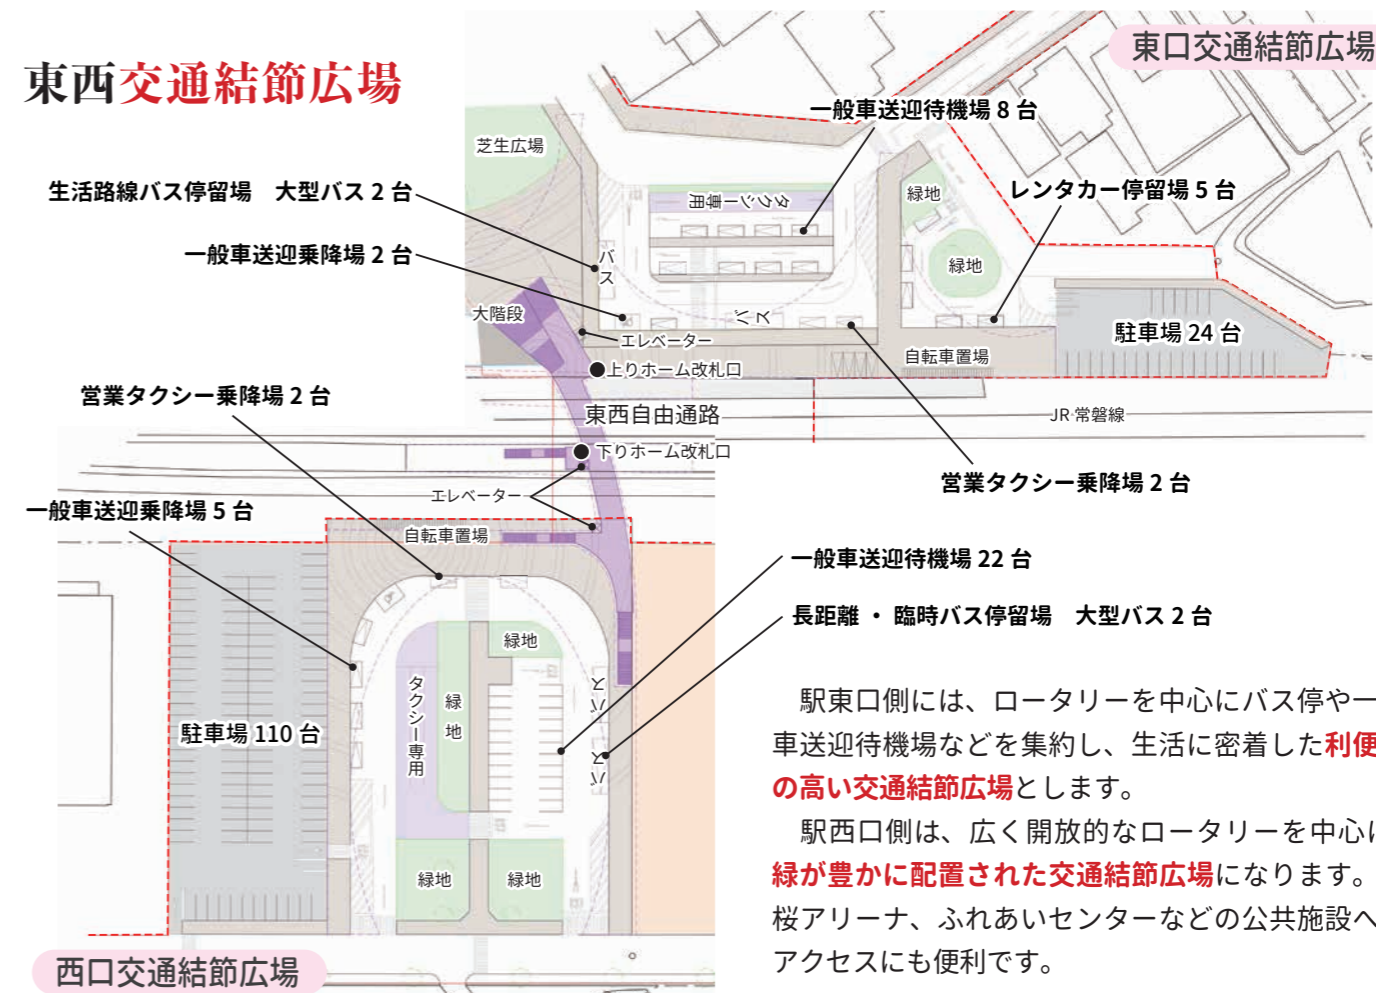 東西交通結節広場
東口交通結節広場
一般車送迎待機場 8 台
芝生広場
生活路線バス停留場　大型バス 2 台
タクシー専用
緑地
レンタカー停留場 5 台
一般車送迎乗降場 2 台
バス
緑地
大階段
バス
エレベーター
駐車場 24 台
自転車置場
上りホーム改札口
営業タクシー乗降場 2 台
東西自由通路
JR 常磐線
下りホーム改札口
営業タクシー乗降場 2 台
エレベーター
一般車送迎乗降場 5 台
自転車置場
一般車送迎待機場 22 台
長距離 ・ 臨時バス停留場　大型バス 2 台
緑地
タクシー専用
緑地
バス
バス
駐車場 110 台
緑地
緑地
西口交通結節広場
　駅東口側には、ロータリーを中心にバス停や一
車送迎待機場などを集約し、生活に密着した利便
の高い交通結節広場とします。
　駅西口側は、広く開放的なロータリーを中心に
緑が豊かに配置された交通結節広場になります。
桜アリーナ、ふれあいセンターなどの公共施設へ
アクセスにも便利です。